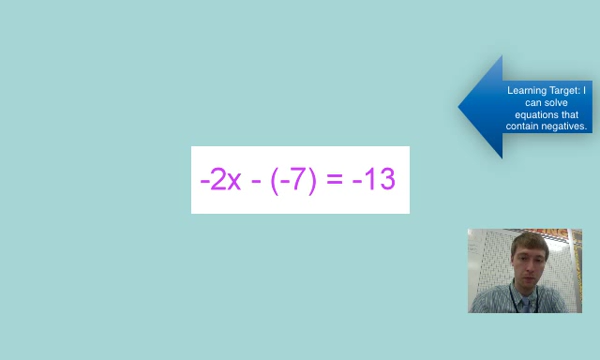 Learning Target: I
can solve
equations that
contain negatives.
-2x - (-7) = -13